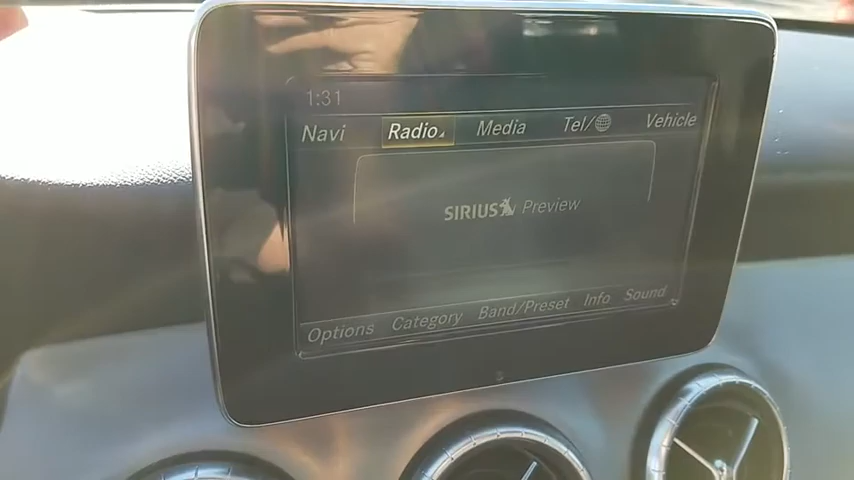 1:31
Navi Radio Media Tel/ Vehicle
SIRIUS Preview
Options Category Band/Preset Info Sound